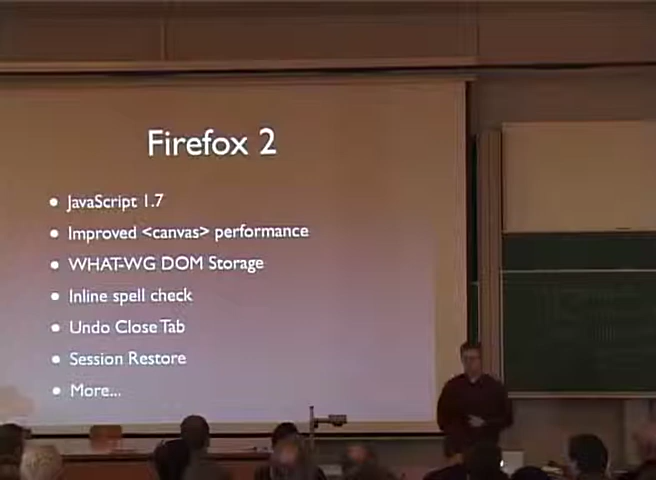 Firefox 2
• JavaScript 1.7
• Improved <canvas> performance
• WHAT-WG DOM Storage
• Inline spell check
• Undo Close Tab
• Session Restore
• More...